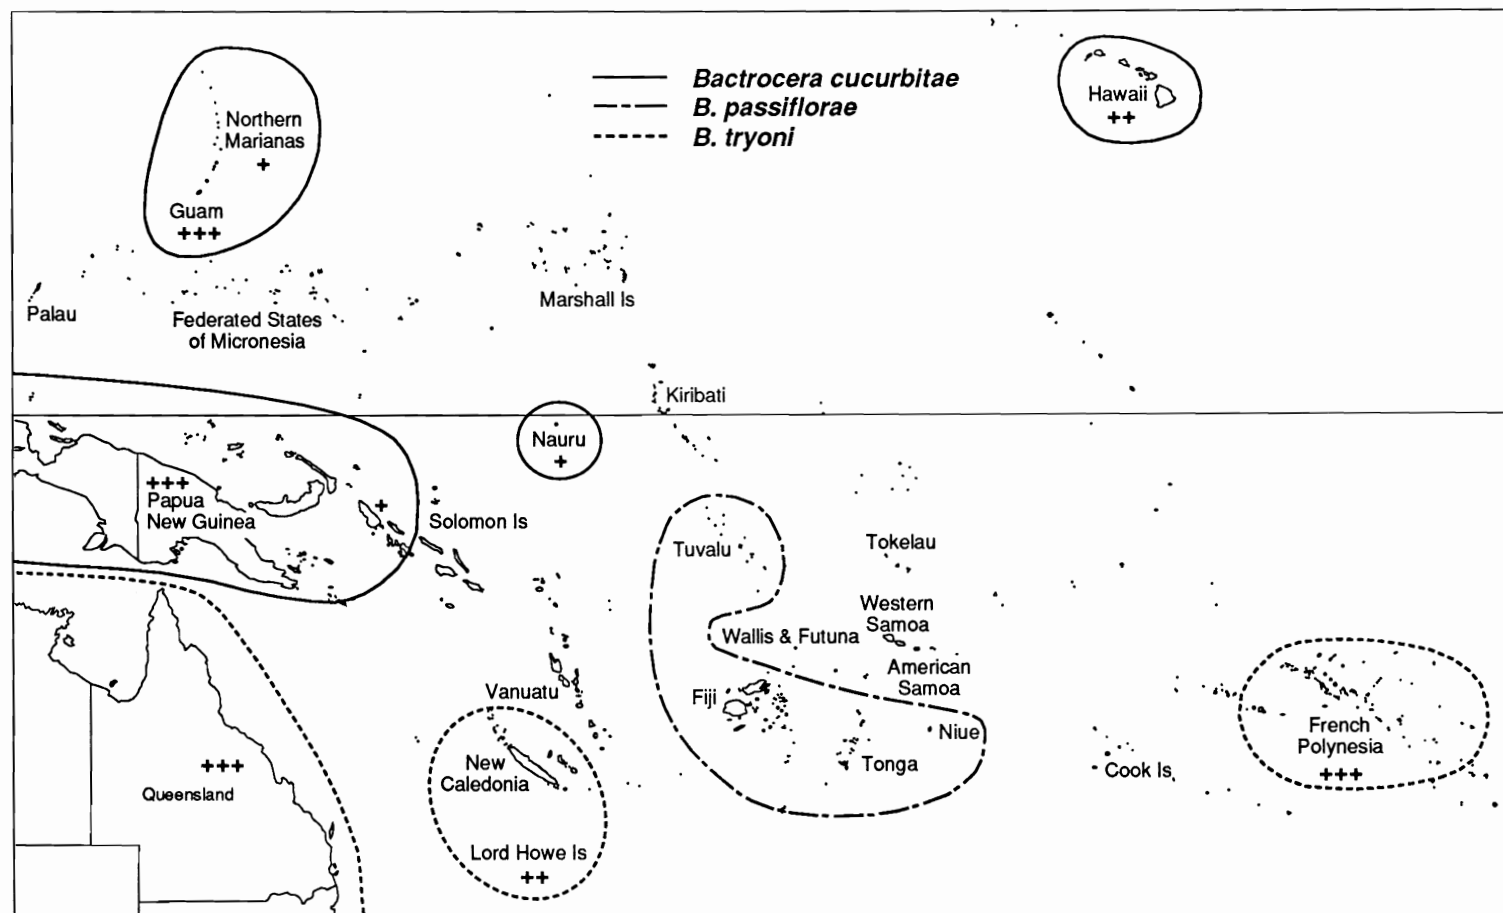 Bactrocera cucurbitae
B. passiflorae
B. tryoni
Hawaii
++
Northern
Marianas
+
Guam
+++
Palau
Federated States
of Micronesia
Marshall Is
Kiribati
Nauru
+
+++
Papua
New Guinea
+
Solomon Is
Tuvalu
Tokelau
Western
Samoa
Wallis & Futuna
American
Samoa
Vanuatu
Fiji
Niue
Tonga
New
Caledonia
Cook Is
French
Polynesia
+++
+++
Queensland
Lord Howe Is
++